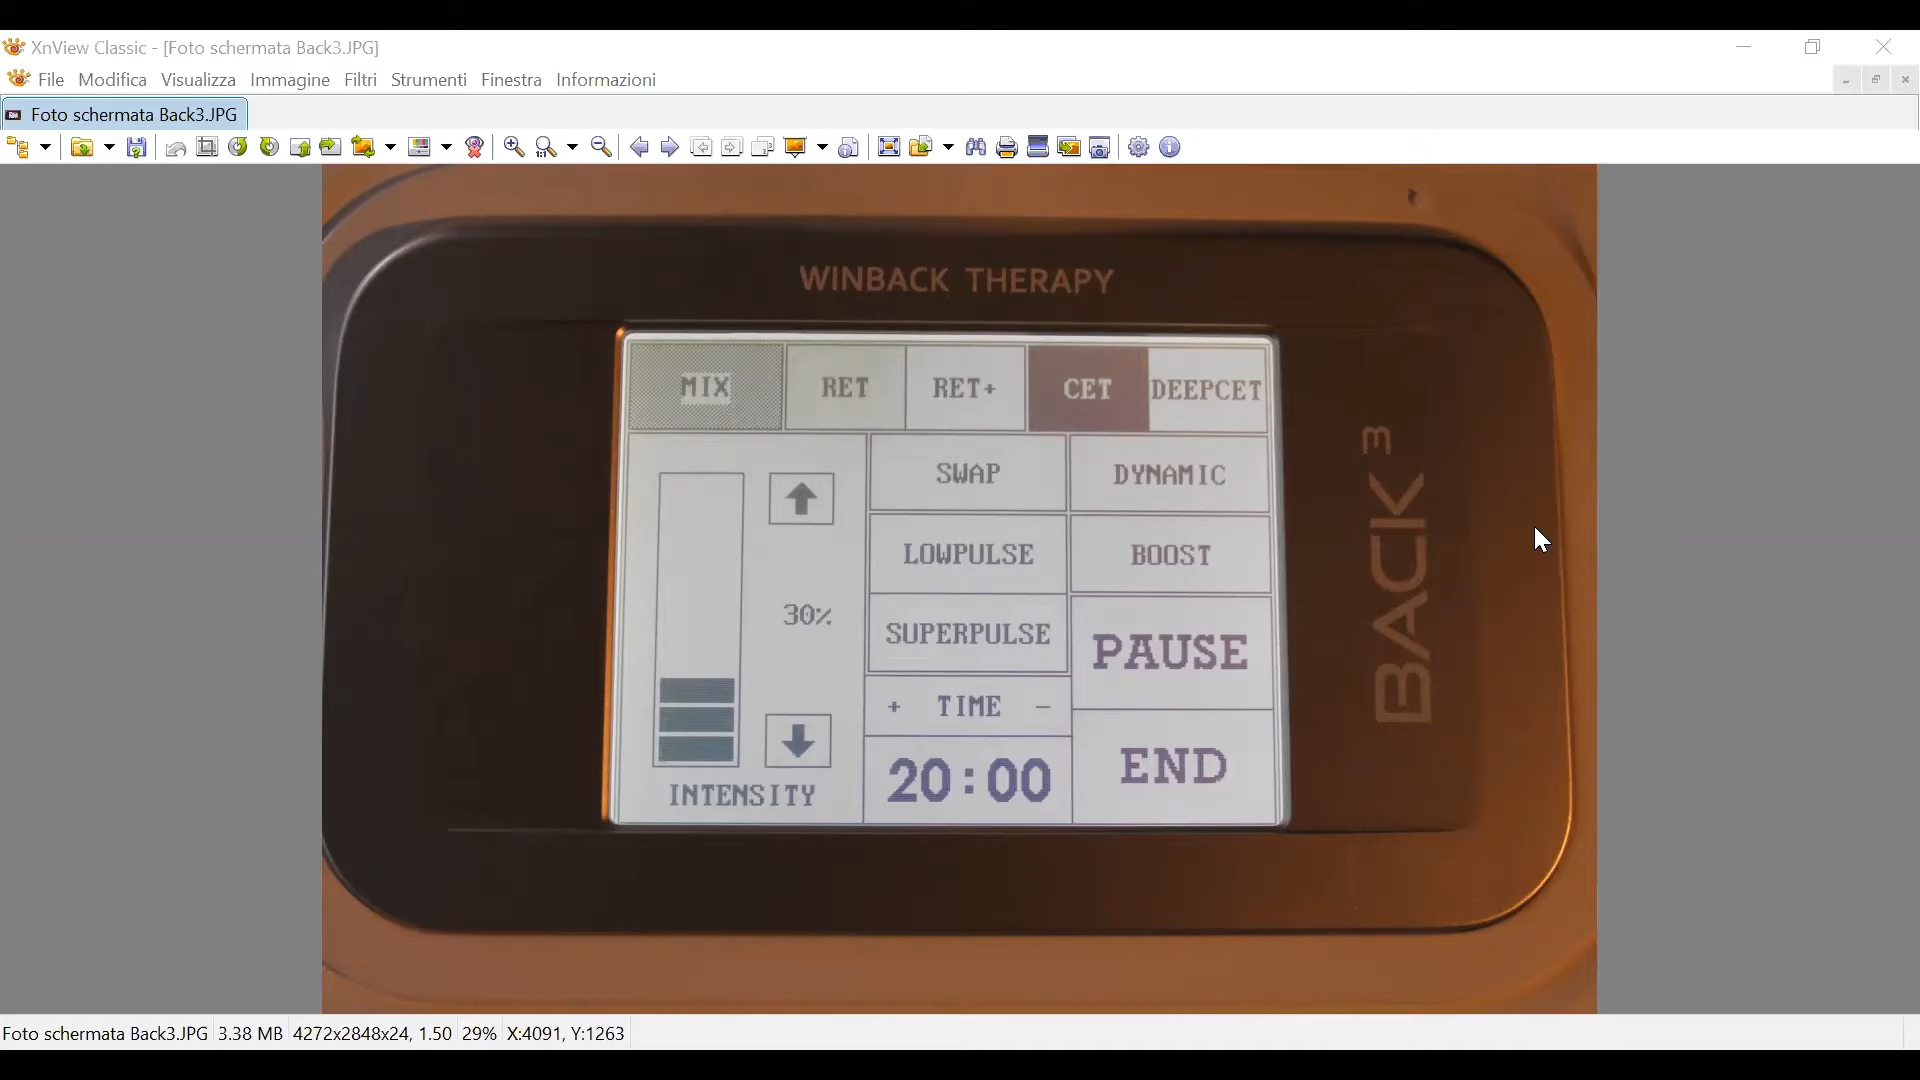 XnView Classic - [Foto schermata Back3.JPG]
File Modifica Visualizza Immagine Filtri Strumenti Finestra Informazioni
Foto schermata Back3.JPG
WINBACK THERAPY
MIX RET RET+ CET DEEPCET
SWAP DYNAMIC
LOWPULSE BOOST
30%
SUPERPULSE PAUSE
+ TIME -
20:00 END
INTENSITY
BACK 3
Foto schermata Back3.JPG 3.38 MB 4272x2848x24, 1.50 29% X:4091, Y:1263